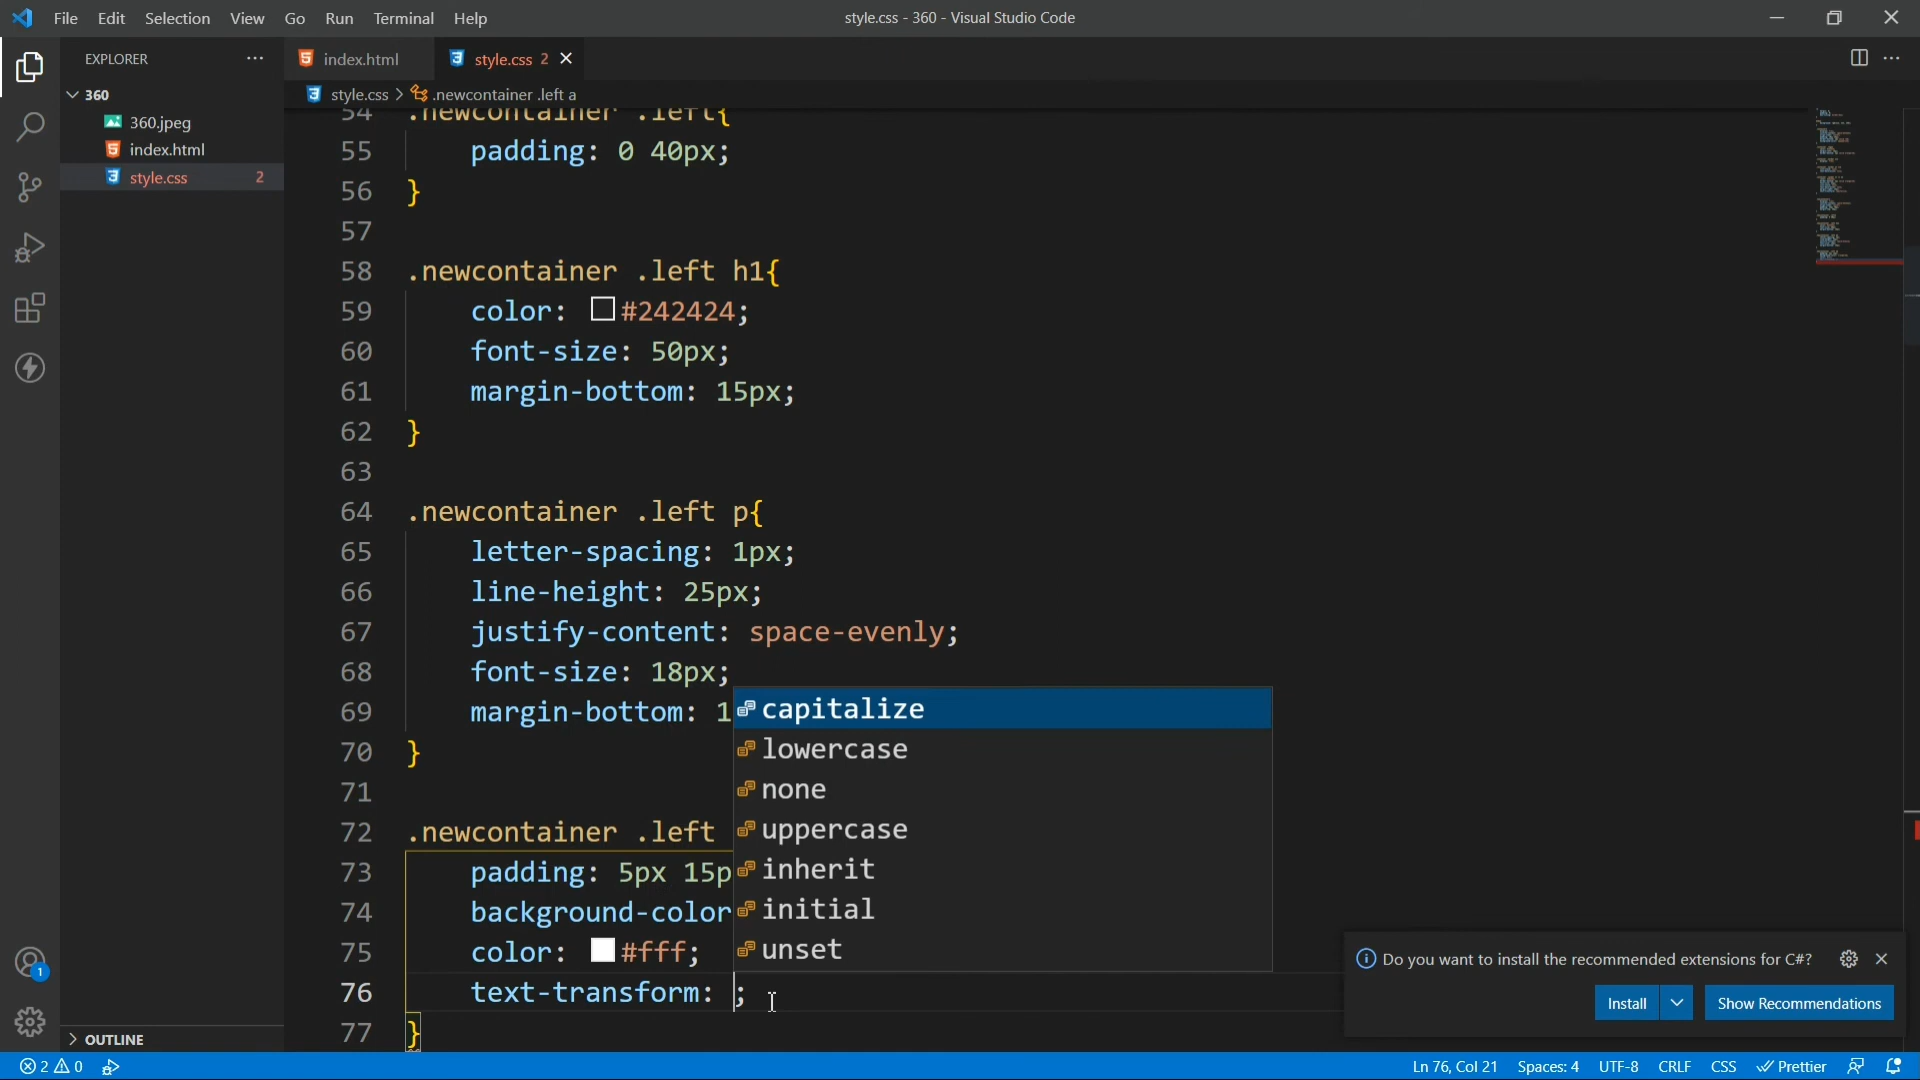 File Edit Selection View Go Run Terminal Help
style.css - 360 - Visual Studio Code
EXPLORER
index.html
style.css 2
360
style.css > .newcontainer .left a
360.jpeg
index.html
style.css 2
54 .newcontainer .left{
55 padding: 0 40px;
56 }
57
58 .newcontainer .left h1{
59 color: #242424;
60 font-size: 50px;
61 margin-bottom: 15px;
62 }
63
64 .newcontainer .left p{
65 letter-spacing: 1px;
66 line-height: 25px;
67 justify-content: space-evenly;
68 font-size: 18px;
69 margin-bottom: 1
70 }
71
72 .newcontainer .left
73 padding: 5px 15p
74 background-color
75 color: #fff;
76 text-transform: ;
77 }
capitalize
lowercase
none
uppercase
inherit
initial
unset
Do you want to install the recommended extensions for C#?
Install
Show Recommendations
1
OUTLINE
2 0
Ln 76, Col 21 Spaces: 4 UTF-8 CRLF CSS Prettier